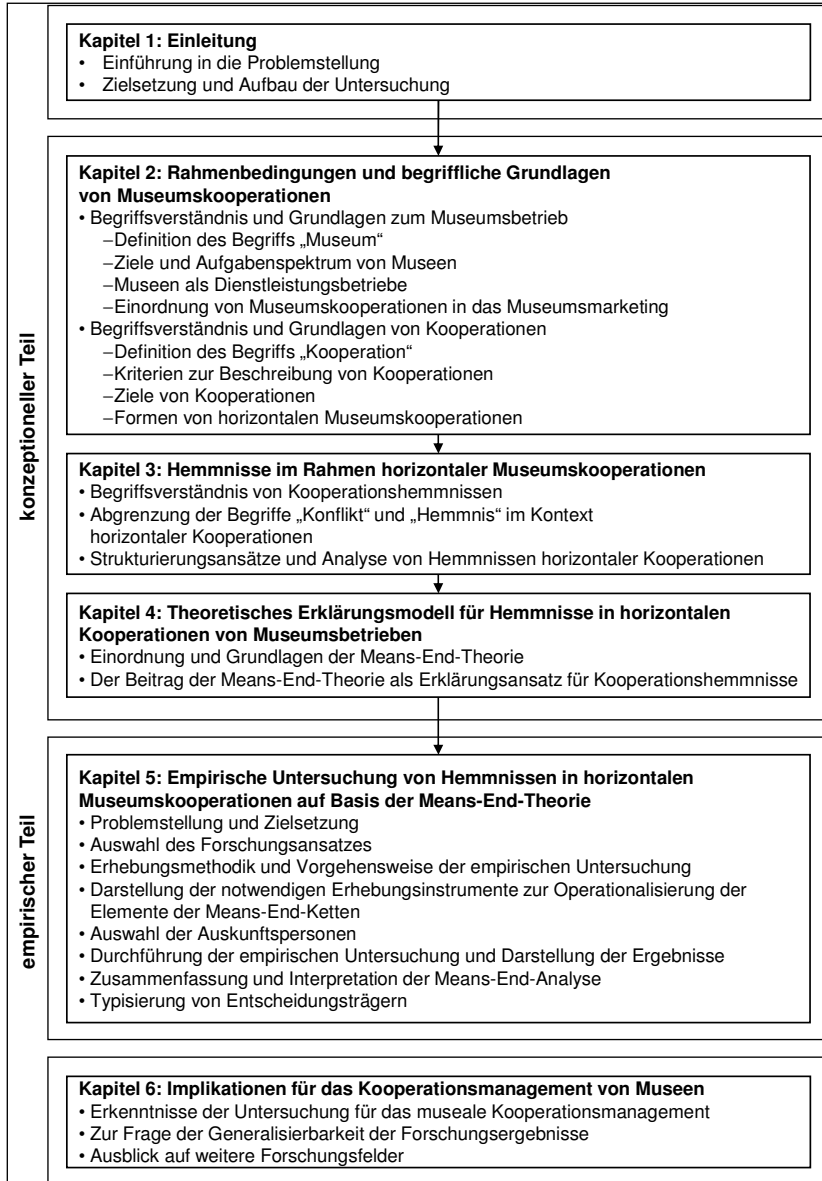 Kapitel 1: Einleitung
• Einführung in die Problemstellung
• Zielsetzung und Aufbau der Untersuchung
konzeptioneller Teil
Kapitel 2: Rahmenbedingungen und begriffliche Grundlagen
von Museumskooperationen
• Begriffsverständnis und Grundlagen zum Museumsbetrieb
–Definition des Begriffs „Museum“
–Ziele und Aufgabenspektrum von Museen
–Museen als Dienstleistungsbetriebe
–Einordnung von Museumskooperationen in das Museumsmarketing
• Begriffsverständnis und Grundlagen von Kooperationen
–Definition des Begriffs „Kooperation“
–Kriterien zur Beschreibung von Kooperationen
–Ziele von Kooperationen
–Formen von horizontalen Museumskooperationen
Kapitel 3: Hemmnisse im Rahmen horizontaler Museumskooperationen
• Begriffsverständnis von Kooperationshemmnissen
• Abgrenzung der Begriffe „Konflikt“ und „Hemmnis“ im Kontext
horizontaler Kooperationen
• Strukturierungsansätze und Analyse von Hemmnissen horizontaler Kooperationen
Kapitel 4: Theoretisches Erklärungsmodell für Hemmnisse in horizontalen
Kooperationen von Museumsbetrieben
• Einordnung und Grundlagen der Means-End-Theorie
• Der Beitrag der Means-End-Theorie als Erklärungsansatz für Kooperationshemmnisse
empirischer Teil
Kapitel 5: Empirische Untersuchung von Hemmnissen in horizontalen
Museumskooperationen auf Basis der Means-End-Theorie
• Problemstellung und Zielsetzung
• Auswahl des Forschungsansatzes
• Erhebungsmethodik und Vorgehensweise der empirischen Untersuchung
• Darstellung der notwendigen Erhebungsinstrumente zur Operationalisierung der
Elemente der Means-End-Ketten
• Auswahl der Auskunftspersonen
• Durchführung der empirischen Untersuchung und Darstellung der Ergebnisse
• Zusammenfassung und Interpretation der Means-End-Analyse
• Typisierung von Entscheidungsträgern
Kapitel 6: Implikationen für das Kooperationsmanagement von Museen
• Erkenntnisse der Untersuchung für das museale Kooperationsmanagement
• Zur Frage der Generalisierbarkeit der Forschungsergebnisse
• Ausblick auf weitere Forschungsfelder